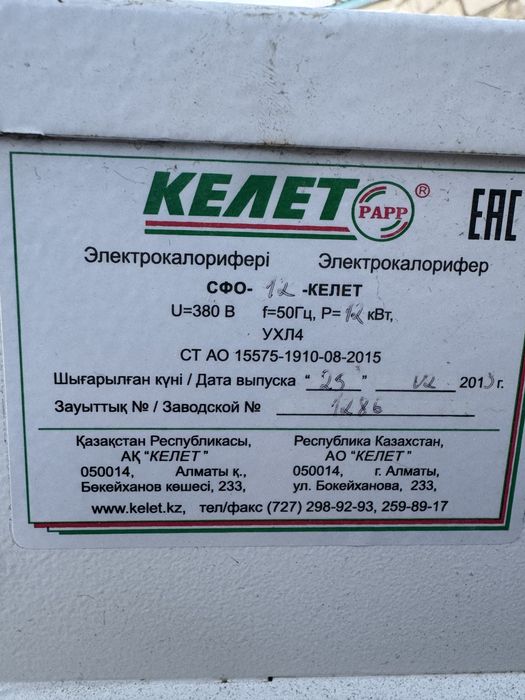 КЕЛЕТ PAPP ®
EAC
Электрокалорифері Электрокалорифер
СФО- 12 -КЕЛЕТ
U=380 В f=50Гц, P= 12 кВт,
УХЛ4
СТ АО 15575-1910-08-2015
Шығарылған күні / Дата выпуска " 25 " 201 г.
Зауыттық № / Заводской № 1286
Қазақстан Республикасы, Республика Казахстан,
АҚ "КЕЛЕТ" АО "КЕЛЕТ"
050014, Алматы қ., 050014, г. Алматы,
Бөкейханов көшесі, 233, ул. Бокейханова, 233,
www.kelet.kz, тел/факс (727) 298-92-93, 259-89-17